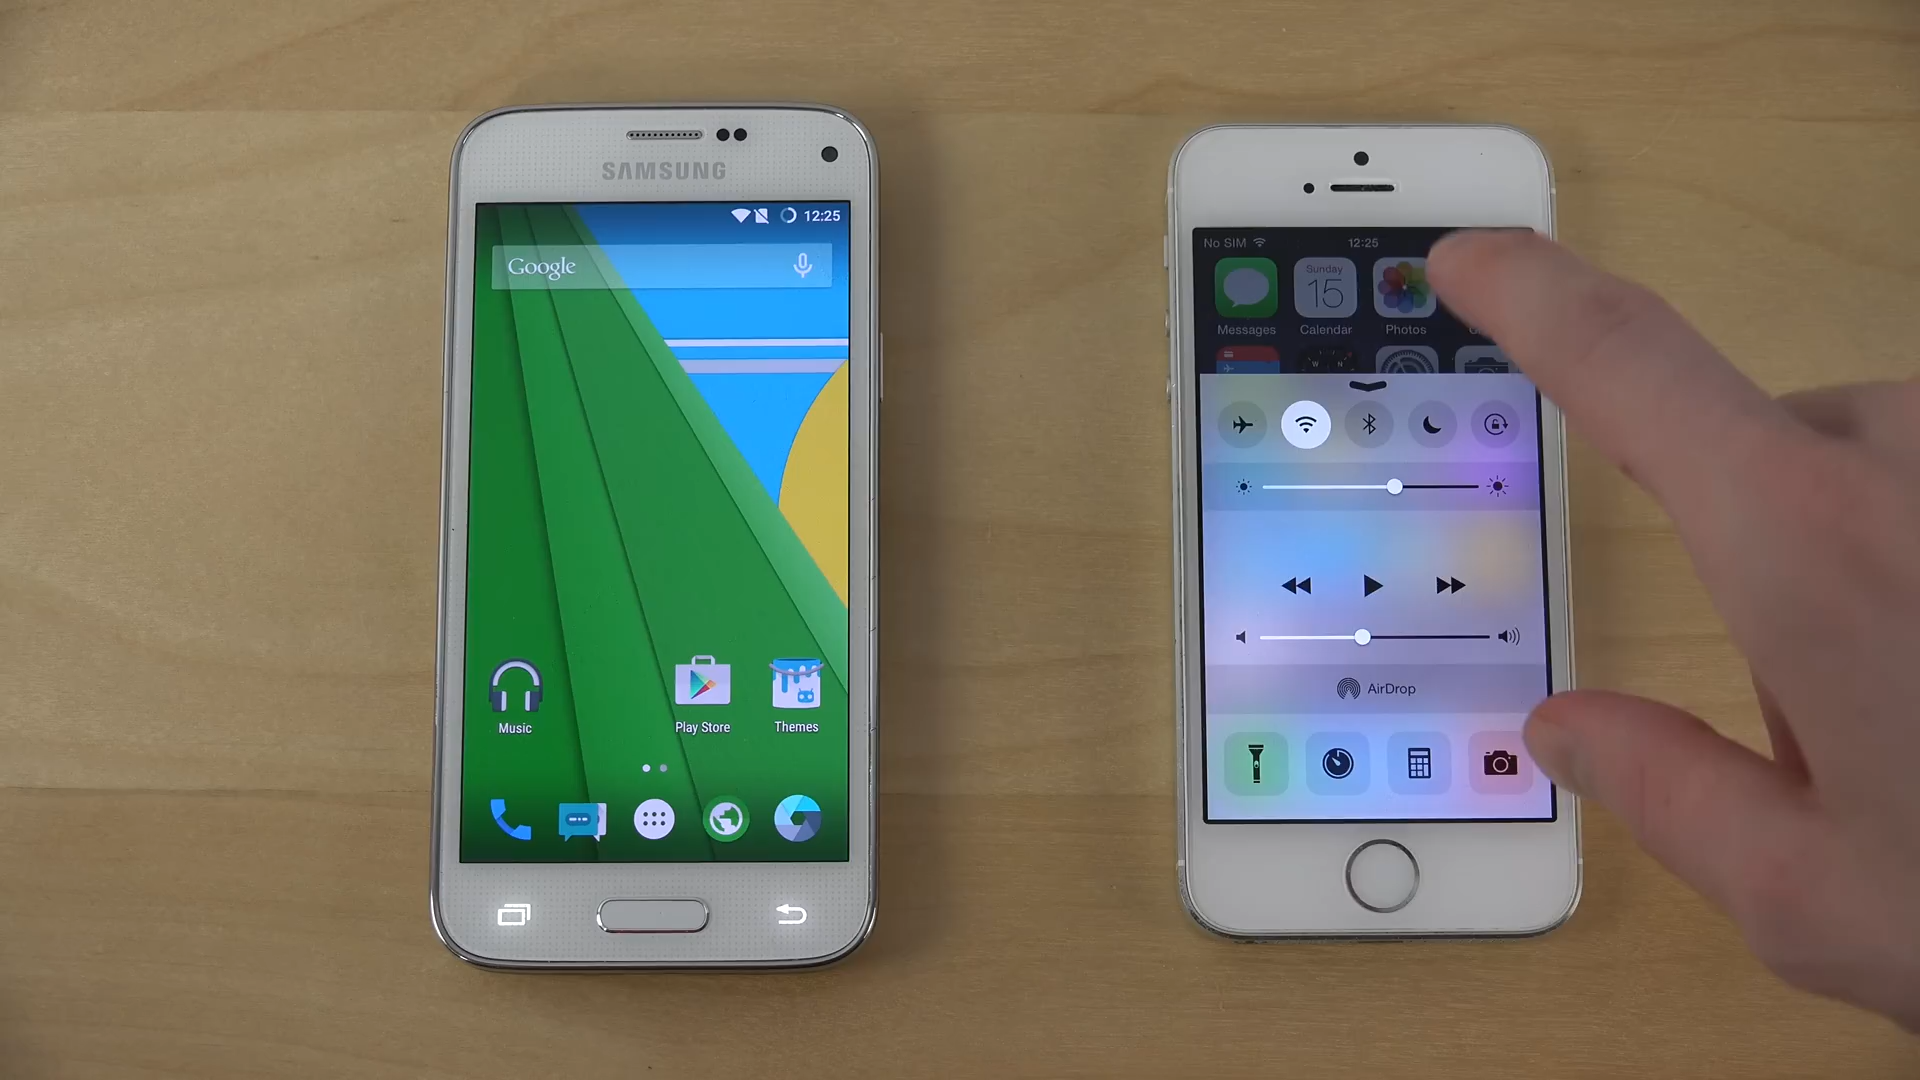 SAMSUNG
12:25
Google
Music
Play Store
Themes
No SIM
12:25
Sunday
15
Messages
Calendar
Photos
AirDrop